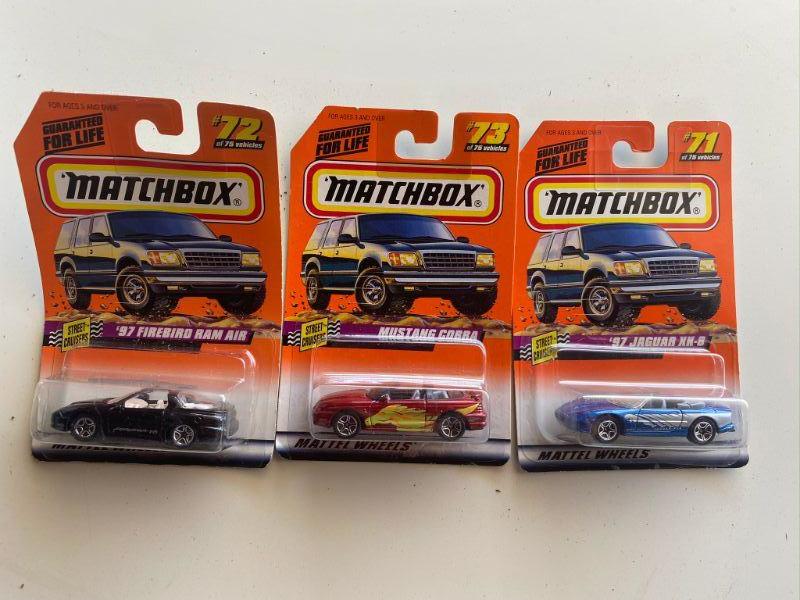 FOR AGES 3 AND OVER
GUARANTEED
FOR LIFE
#72
of 75 vehicles
MATCHBOX®
STREET
CRUISERS
'97 FIREBIRD RAM AIR
FOR AGES 3 AND OVER
GUARANTEED
FOR LIFE
#73
of 75 vehicles
MATCHBOX®
STREET
CRUISERS
MUSTANG COBRA
MATTEL WHEELS
FOR AGES 3 AND OVER
GUARANTEED
FOR LIFE
#71
of 75 vehicles
MATCHBOX®
STREET
CRUISERS
'97 JAGUAR XK-8
MATTEL WHEELS